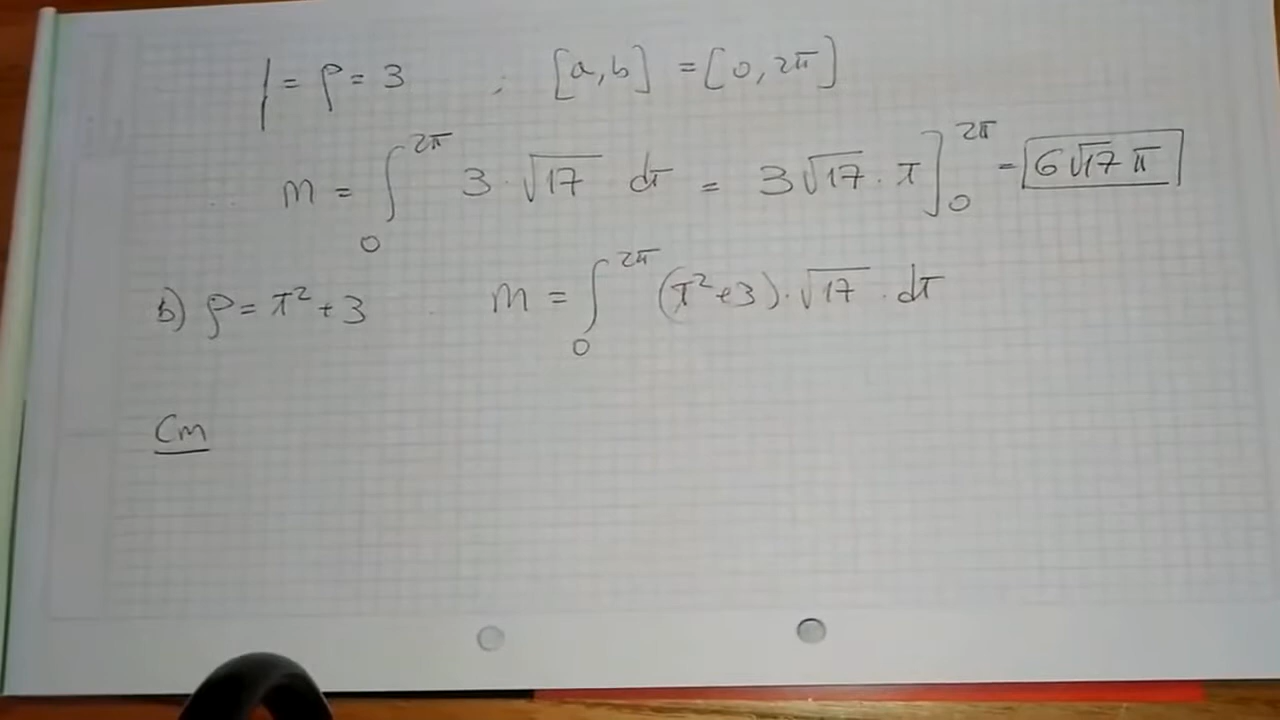 f = ρ = 3 , [a,b] = [0, 2π]
m = ∫₀^{2π} 3·√17 dt = 3√17 · t]₀^{2π} = 6√17 π
b) ρ = t² + 3 m = ∫₀^{2π} (t²+3)·√17 · dt
Cm